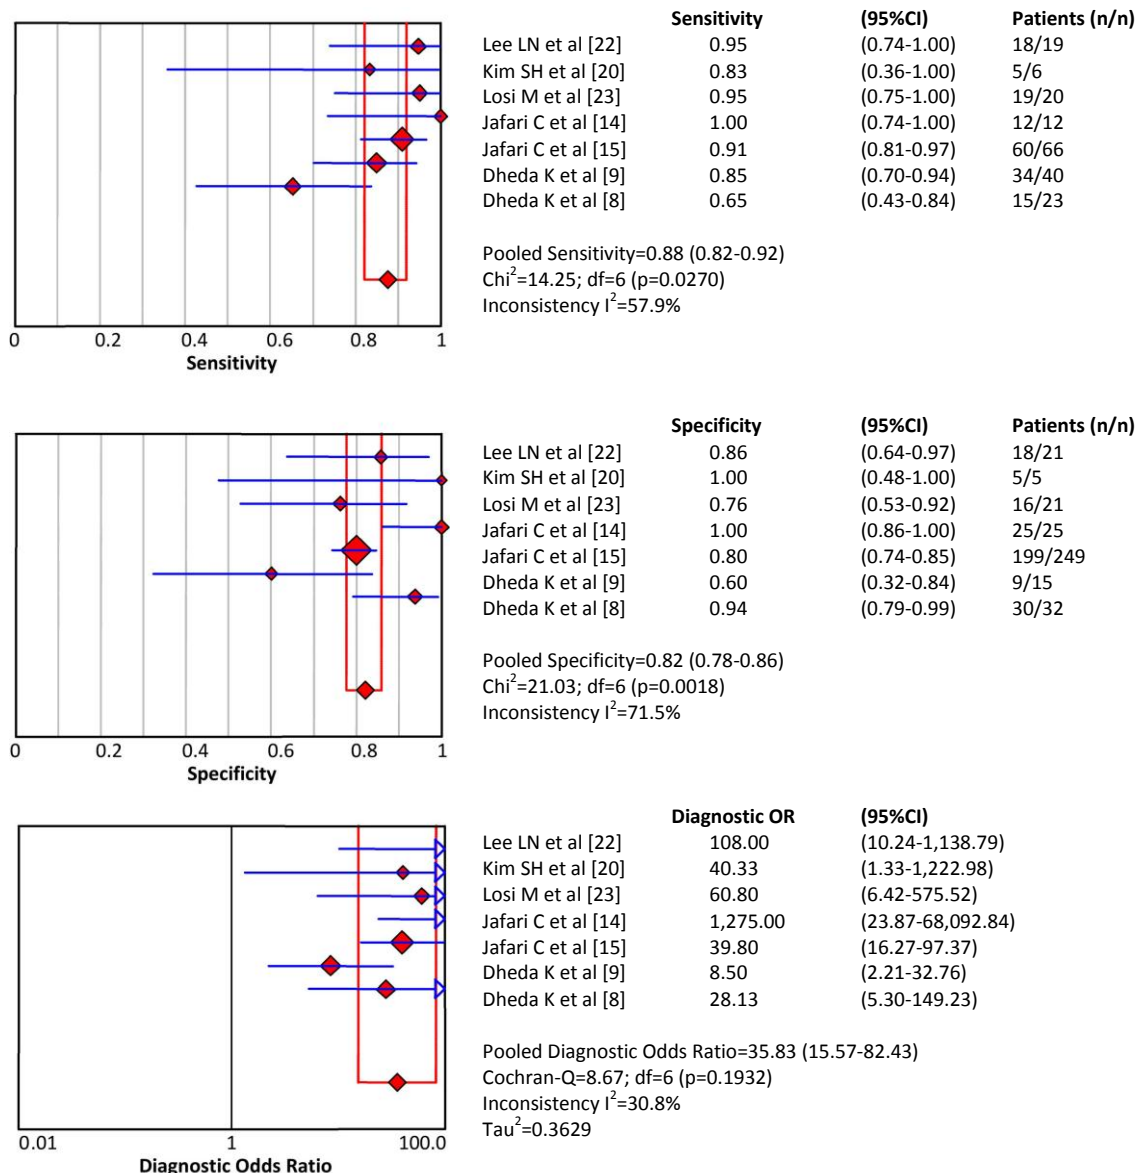 Sensitivity (95%CI) Patients (n/n)
Lee LN et al [22] 0.95 (0.74-1.00) 18/19
Kim SH et al [20] 0.83 (0.36-1.00) 5/6
Losi M et al [23] 0.95 (0.75-1.00) 19/20
Jafari C et al [14] 1.00 (0.74-1.00) 12/12
Jafari C et al [15] 0.91 (0.81-0.97) 60/66
Dheda K et al [9] 0.85 (0.70-0.94) 34/40
Dheda K et al [8] 0.65 (0.43-0.84) 15/23
Pooled Sensitivity=0.88 (0.82-0.92)
Chi²=14.25; df=6 (p=0.0270)
Inconsistency I²=57.9%
0 0.2 0.4 0.6 0.8 1
Sensitivity
Specificity (95%CI) Patients (n/n)
Lee LN et al [22] 0.86 (0.64-0.97) 18/21
Kim SH et al [20] 1.00 (0.48-1.00) 5/5
Losi M et al [23] 0.76 (0.53-0.92) 16/21
Jafari C et al [14] 1.00 (0.86-1.00) 25/25
Jafari C et al [15] 0.80 (0.74-0.85) 199/249
Dheda K et al [9] 0.60 (0.32-0.84) 9/15
Dheda K et al [8] 0.94 (0.79-0.99) 30/32
Pooled Specificity=0.82 (0.78-0.86)
Chi²=21.03; df=6 (p=0.0018)
Inconsistency I²=71.5%
0 0.2 0.4 0.6 0.8 1
Specificity
Diagnostic OR (95%CI)
Lee LN et al [22] 108.00 (10.24-1,138.79)
Kim SH et al [20] 40.33 (1.33-1,222.98)
Losi M et al [23] 60.80 (6.42-575.52)
Jafari C et al [14] 1,275.00 (23.87-68,092.84)
Jafari C et al [15] 39.80 (16.27-97.37)
Dheda K et al [9] 8.50 (2.21-32.76)
Dheda K et al [8] 28.13 (5.30-149.23)
Pooled Diagnostic Odds Ratio=35.83 (15.57-82.43)
Cochran-Q=8.67; df=6 (p=0.1932)
Inconsistency I²=30.8%
Tau²=0.3629
0.01 1 100.0
Diagnostic Odds Ratio